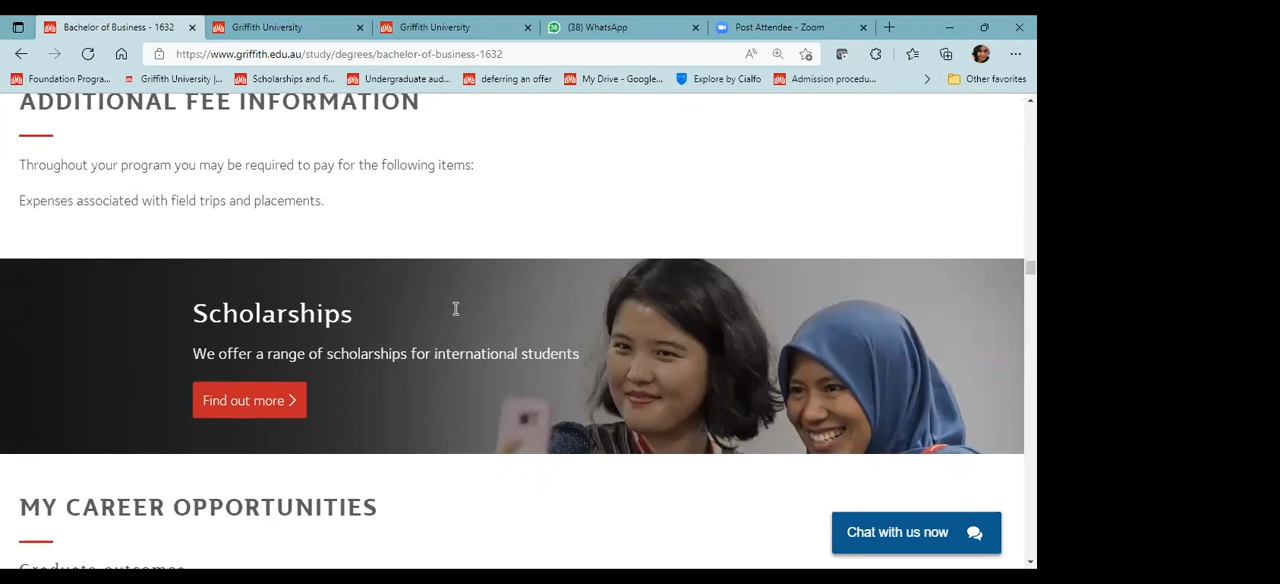 Bachelor of Business - 1632
Griffith University
Griffith University
(38) WhatsApp
Post Attendee - Zoom
https://www.griffith.edu.au/study/degrees/bachelor-of-business-1632
Foundation Progra...
Griffith University |...
Scholarships and fi...
Undergraduate aud...
deferring an offer
My Drive - Google...
Explore by Cialfo
Admission procedu...
Other favorites
ADDITIONAL FEE INFORMATION
Throughout your program you may be required to pay for the following items:
Expenses associated with field trips and placements.
Scholarships
We offer a range of scholarships for international students
Find out more
MY CAREER OPPORTUNITIES
Chat with us now
Graduate outcomes